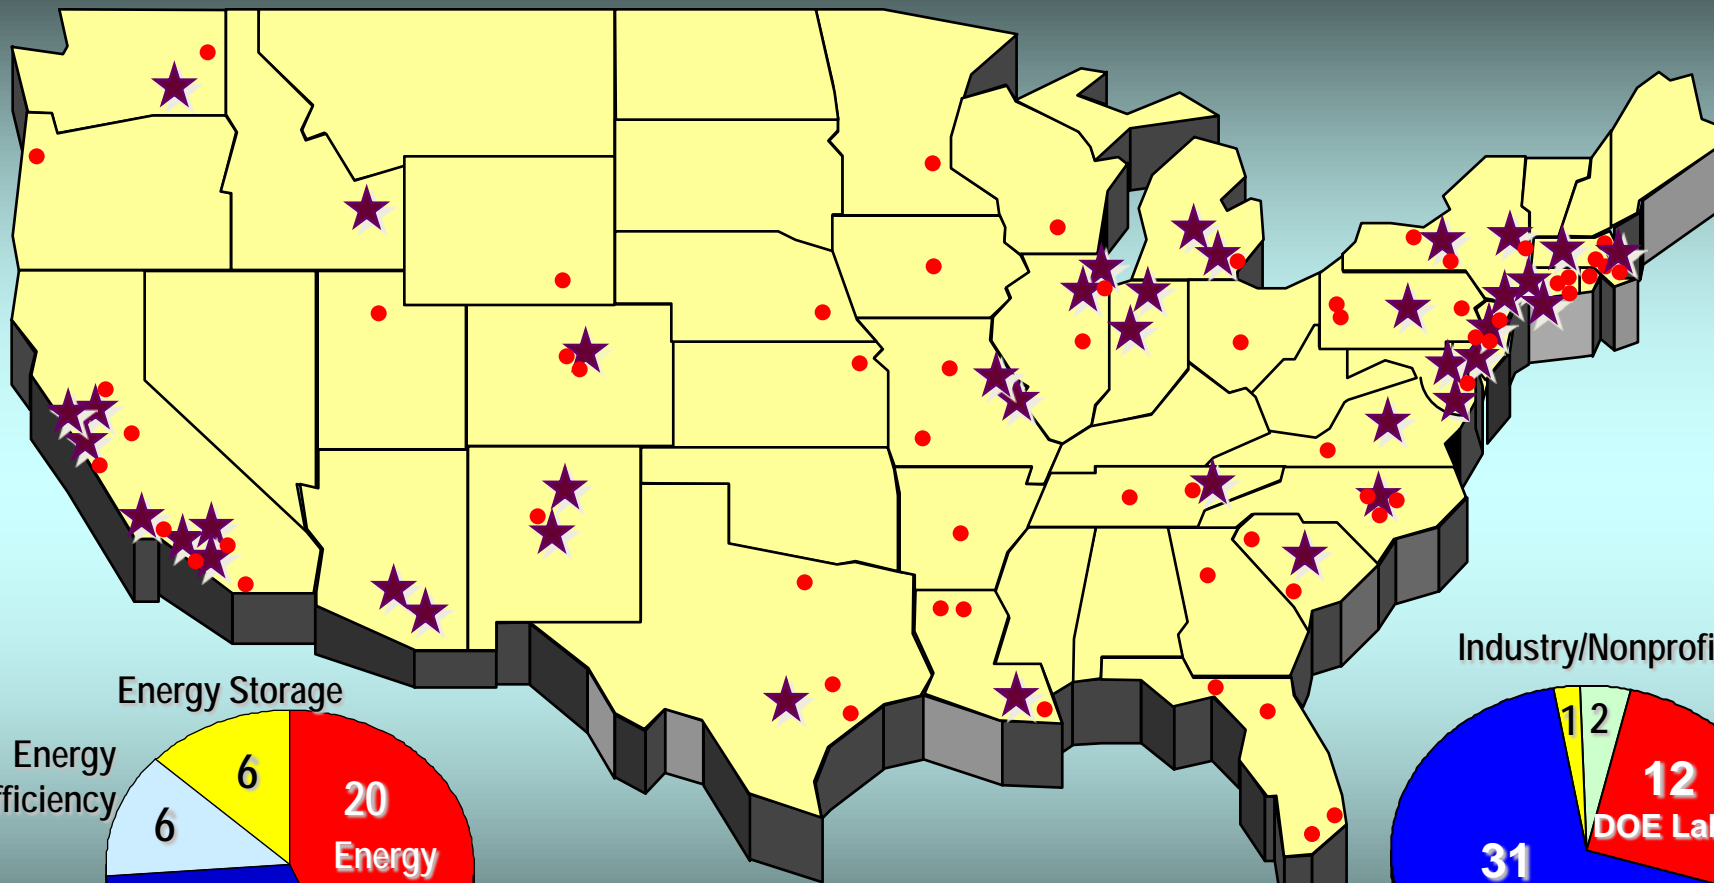 Industry/Nonprofi
Energy Storage
Energy
fficiency
6
6
20
Energy
1
2
12
DOE La
31